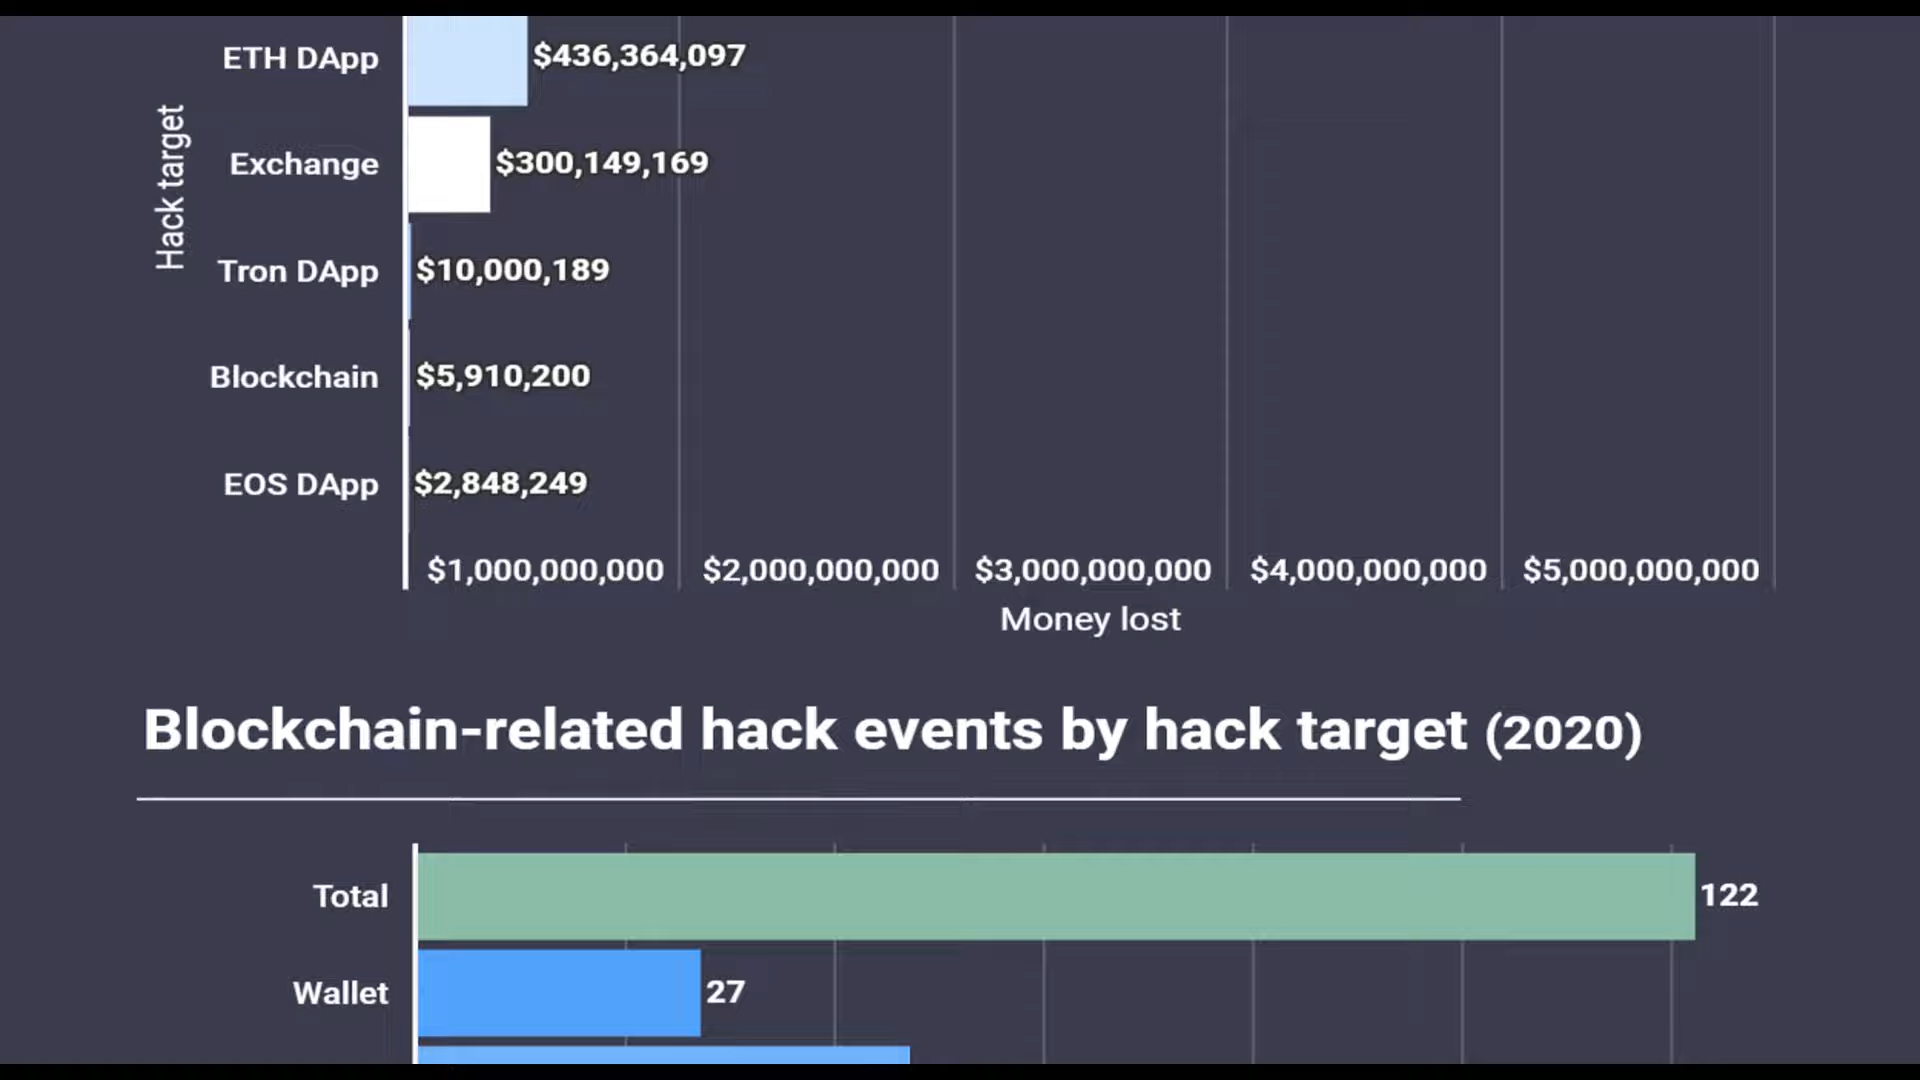 ETH DApp $436,364,097
Hack target
Exchange $300,149,169
Tron DApp $10,000,189
Blockchain $5,910,200
EOS DApp $2,848,249
$1,000,000,000 $2,000,000,000 $3,000,000,000 $4,000,000,000 $5,000,000,000
Money lost
Blockchain-related hack events by hack target (2020)
Total 122
Wallet 27